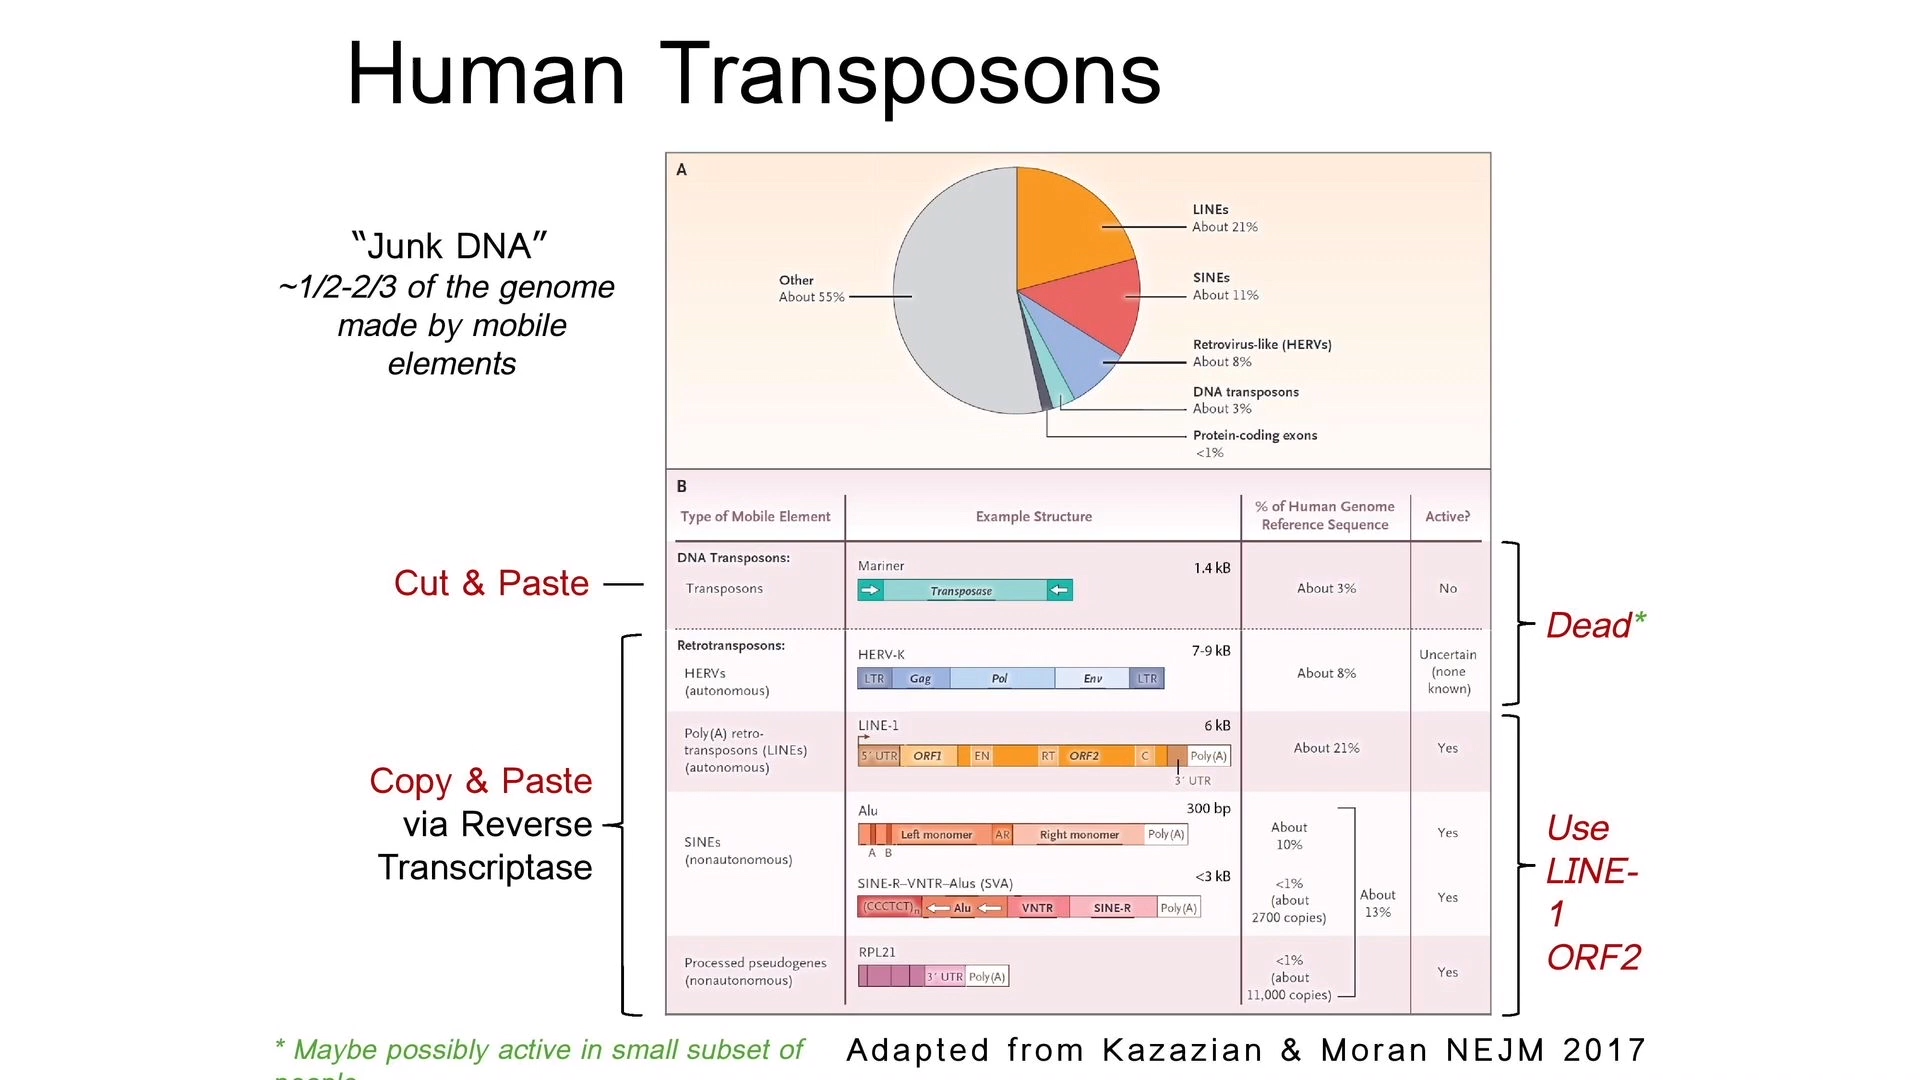 Human Transposons
"Junk DNA"
~1/2-2/3 of the genome
made by mobile
elements
A
LINEs
About 21%
SINEs
About 11%
Other
About 55%
Retrovirus-like (HERVs)
About 8%
DNA transposons
About 3%
Protein-coding exons
<1%
B
Type of Mobile Element
Example Structure
% of Human Genome
Reference Sequence
Active?
Cut & Paste
DNA Transposons:
Transposons
Mariner
1.4 kB
Transposase
About 3%
No
Dead*
Retrotransposons:
HERVs
(autonomous)
HERV-K
7-9 kB
LTR Gag Pol Env LTR
About 8%
Uncertain
(none
known)
Copy & Paste
via Reverse
Transcriptase
Poly(A) retro-
transposons (LINEs)
(autonomous)
LINE-1
6 kB
5´ UTR ORF1 EN RT ORF2 C Poly(A)
3´ UTR
About 21%
Yes
SINEs
(nonautonomous)
Alu
300 bp
Left monomer AR Right monomer Poly(A)
A B
About
10%
Yes
SINE-R–VNTR–Alus (SVA)
<3 kB
(CCCTCT)n Alu VNTR SINE-R Poly(A)
<1%
(about
2700 copies)
About
13%
Yes
Processed pseudogenes
(nonautonomous)
RPL21
3´ UTR Poly(A)
<1%
(about
11,000 copies)
Yes
Use
LINE-
1
ORF2
* Maybe possibly active in small subset of
people
Adapted from Kazazian & Moran NEJM 2017